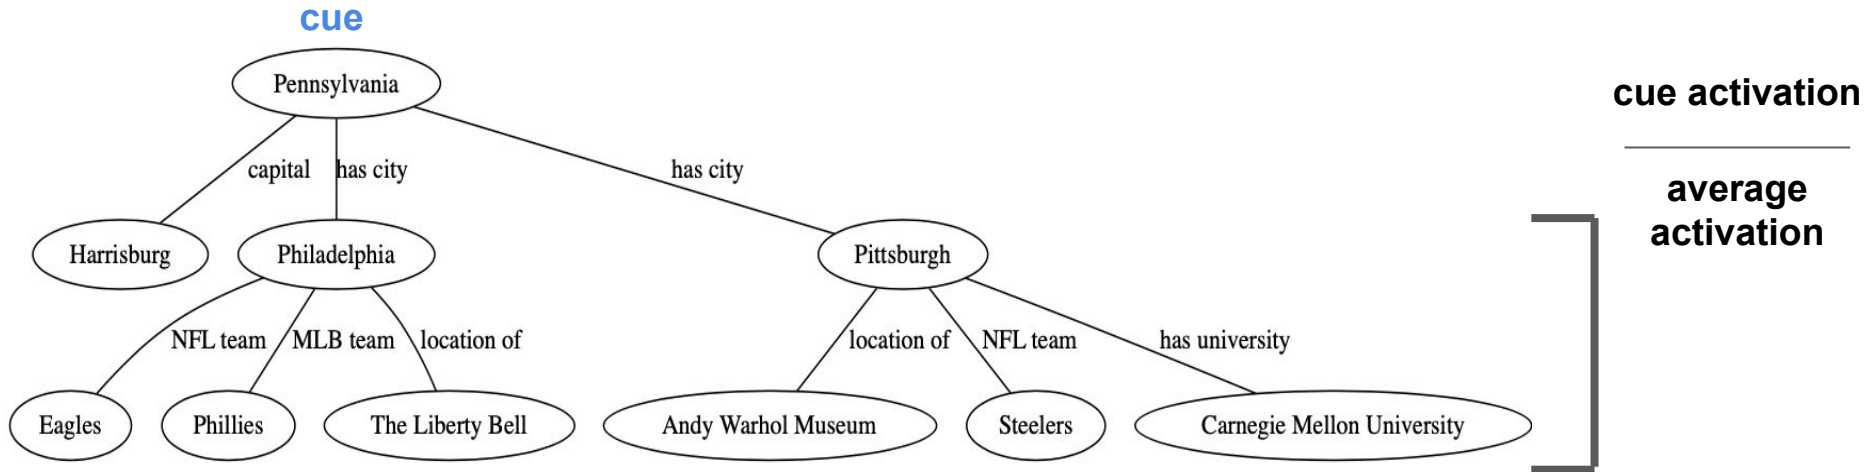 cue
Pennsylvania
cue activation
capital
has city
has city
average
activation
Harrisburg
Philadelphia
Pittsburgh
NFL team
MLB team
location of
location of
NFL team
has university
Eagles
Phillies
The Liberty Bell
Andy Warhol Museum
Steelers
Carnegie Mellon University